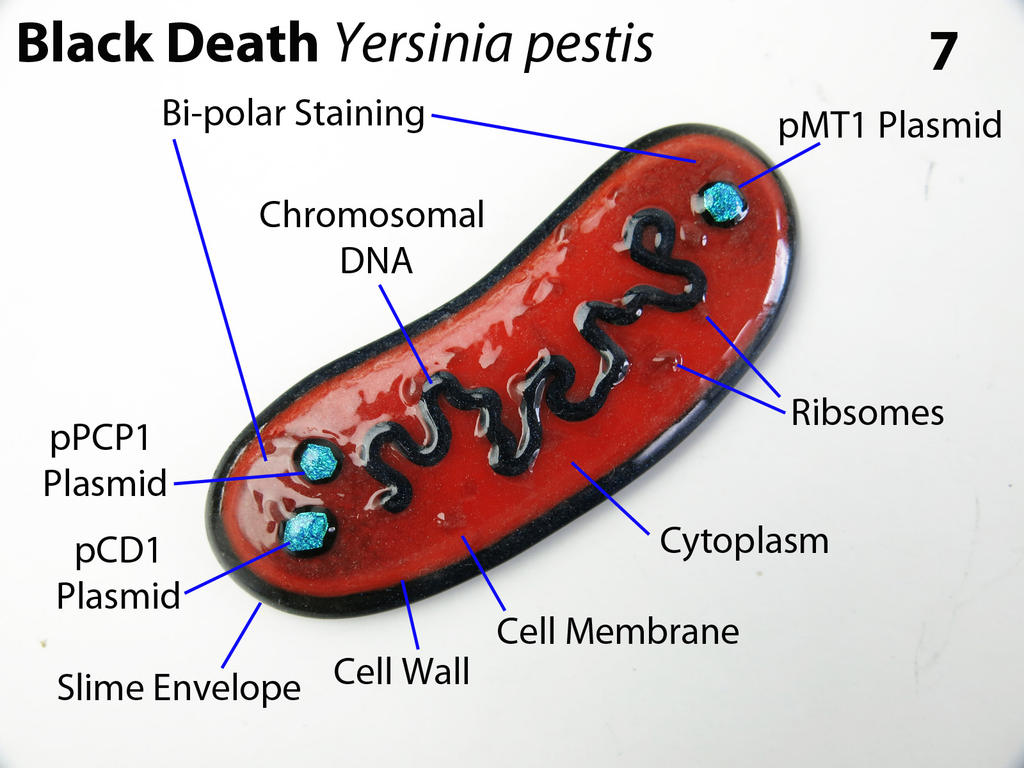 Black Death Yersinia pestis
7
Bi-polar Staining
pMT1 Plasmid
Chromosomal
DNA
pPCP1
Plasmid
Ribsomes
pCD1
Plasmid
Cytoplasm
Cell Membrane
Cell Wall
Slime Envelope